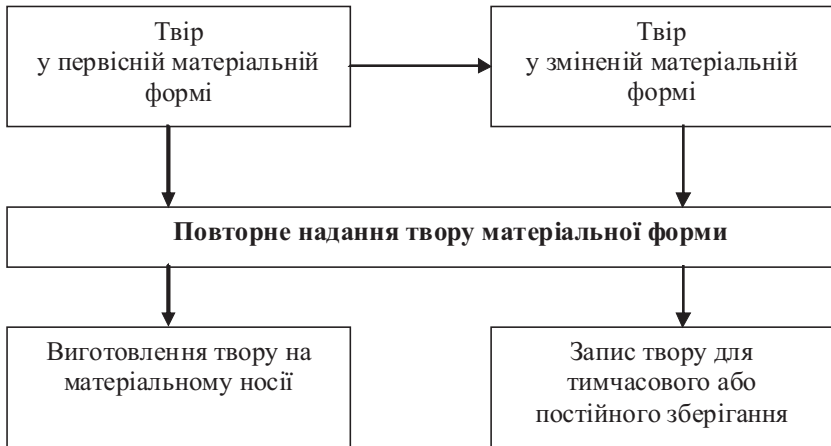 Твір
у первісній матеріальній
формі
Твір
у зміненій матеріальній
формі
Повторне надання твору матеріальної форми
Виготовлення твору на
матеріальному носії
Запис твору для
тимчасового або
постійного зберігання